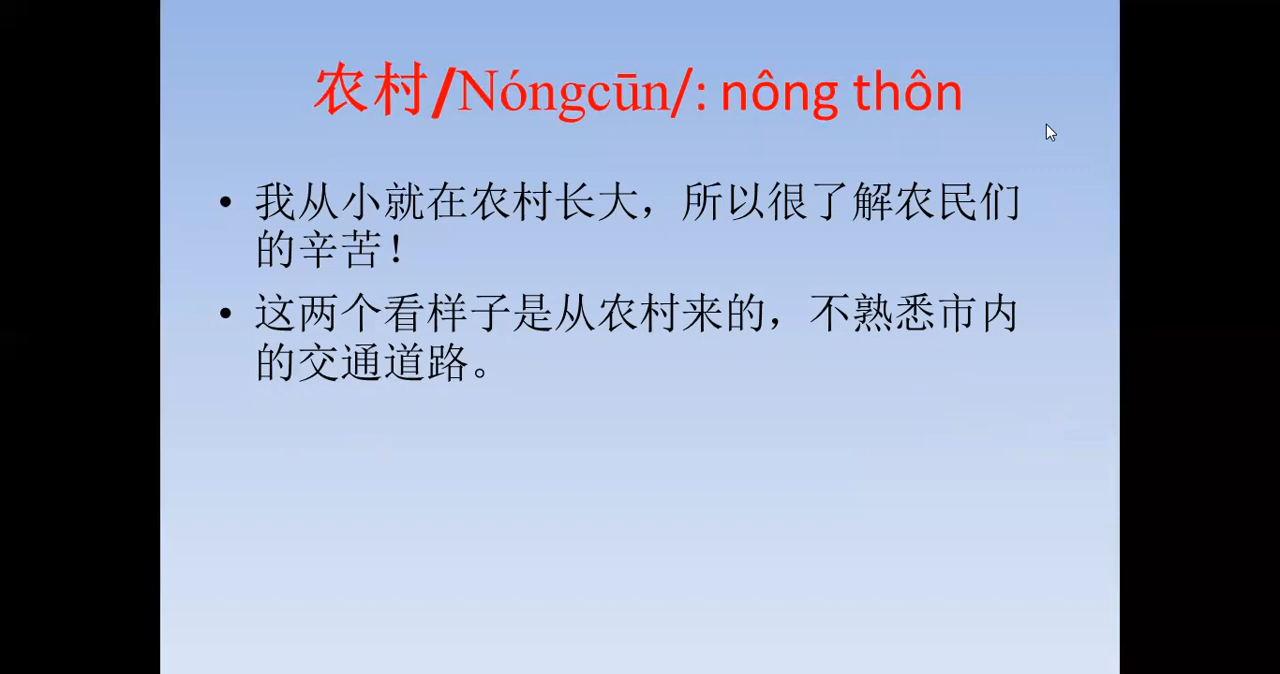 农村/Nóngcūn/: nông thôn
• 我从小就在农村长大，所以很了解农民们
的辛苦！
• 这两个看样子是从农村来的，不熟悉市内
的交通道路。